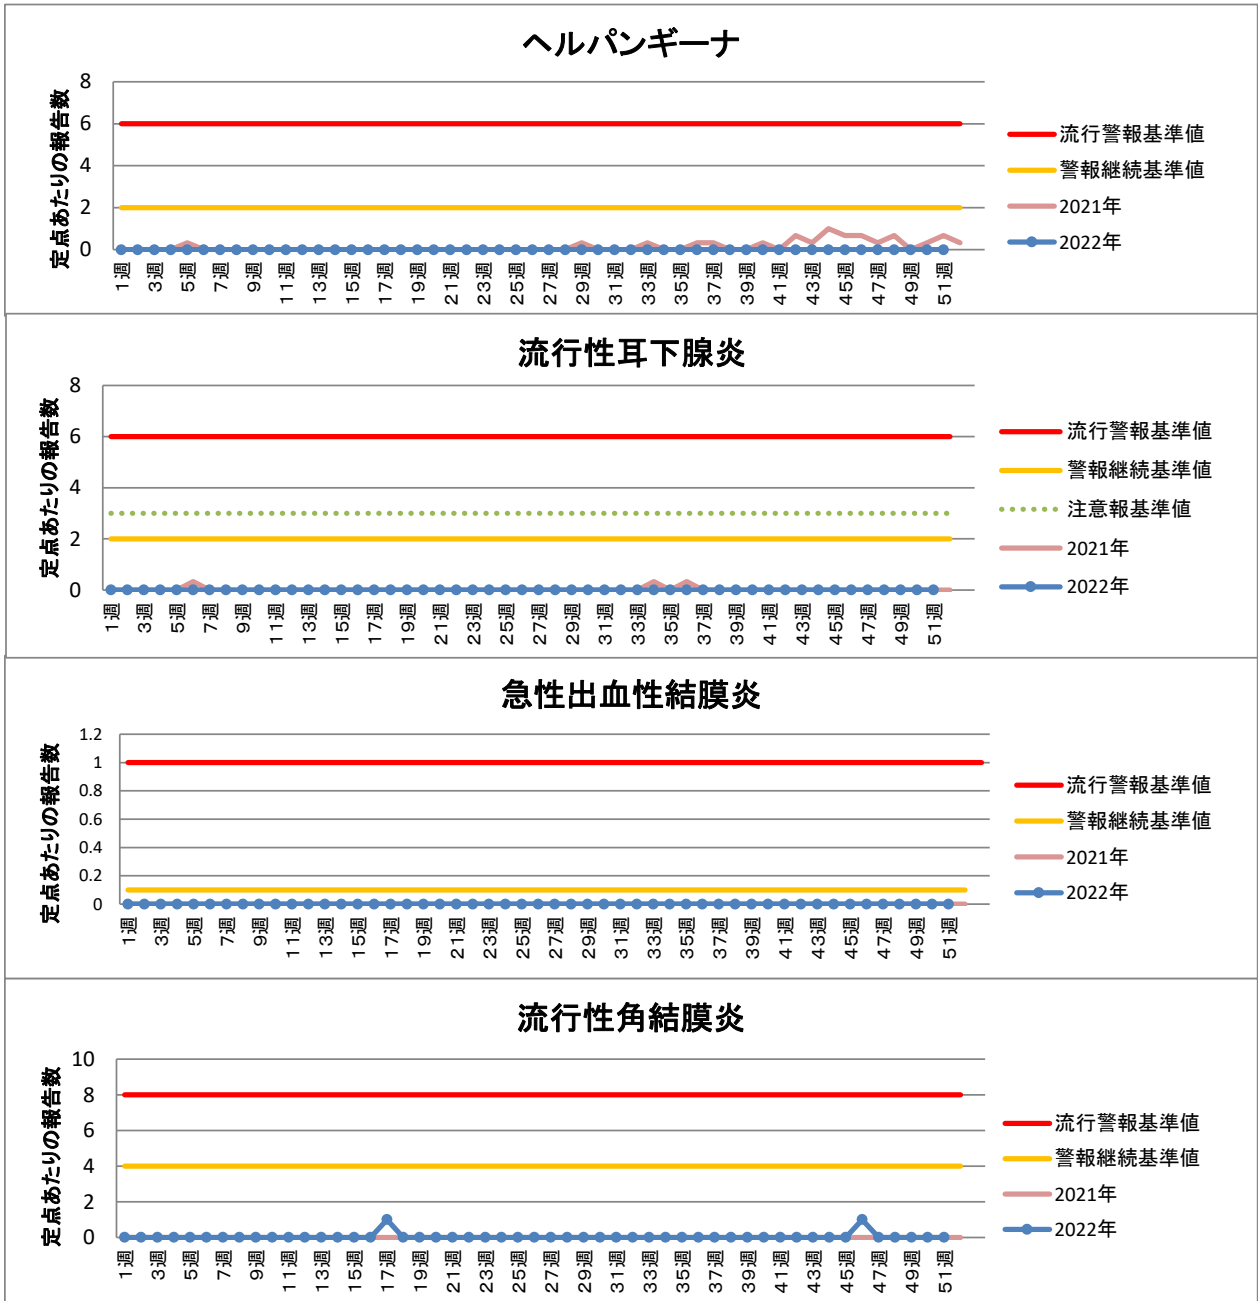 ヘルパンギーナ
定点あたりの報告数
8
6
4
2
0
1週 3週 5週 7週 9週 11週 13週 15週 17週 19週 21週 23週 25週 27週 29週 31週 33週 35週 37週 39週 41週 43週 45週 47週 49週 51週
流行警報基準値
警報継続基準値
2021年
2022年
流行性耳下腺炎
定点あたりの報告数
8
6
4
2
0
1週 3週 5週 7週 9週 11週 13週 15週 17週 19週 21週 23週 25週 27週 29週 31週 33週 35週 37週 39週 41週 43週 45週 47週 49週 51週
流行警報基準値
警報継続基準値
注意報基準値
2021年
2022年
急性出血性結膜炎
定点あたりの報告数
1.2
1
0.8
0.6
0.4
0.2
0
1週 3週 5週 7週 9週 11週 13週 15週 17週 19週 21週 23週 25週 27週 29週 31週 33週 35週 37週 39週 41週 43週 45週 47週 49週 51週
流行警報基準値
警報継続基準値
2021年
2022年
流行性角結膜炎
定点あたりの報告数
10
8
6
4
2
0
1週 3週 5週 7週 9週 11週 13週 15週 17週 19週 21週 23週 25週 27週 29週 31週 33週 35週 37週 39週 41週 43週 45週 47週 49週 51週
流行警報基準値
警報継続基準値
2021年
2022年